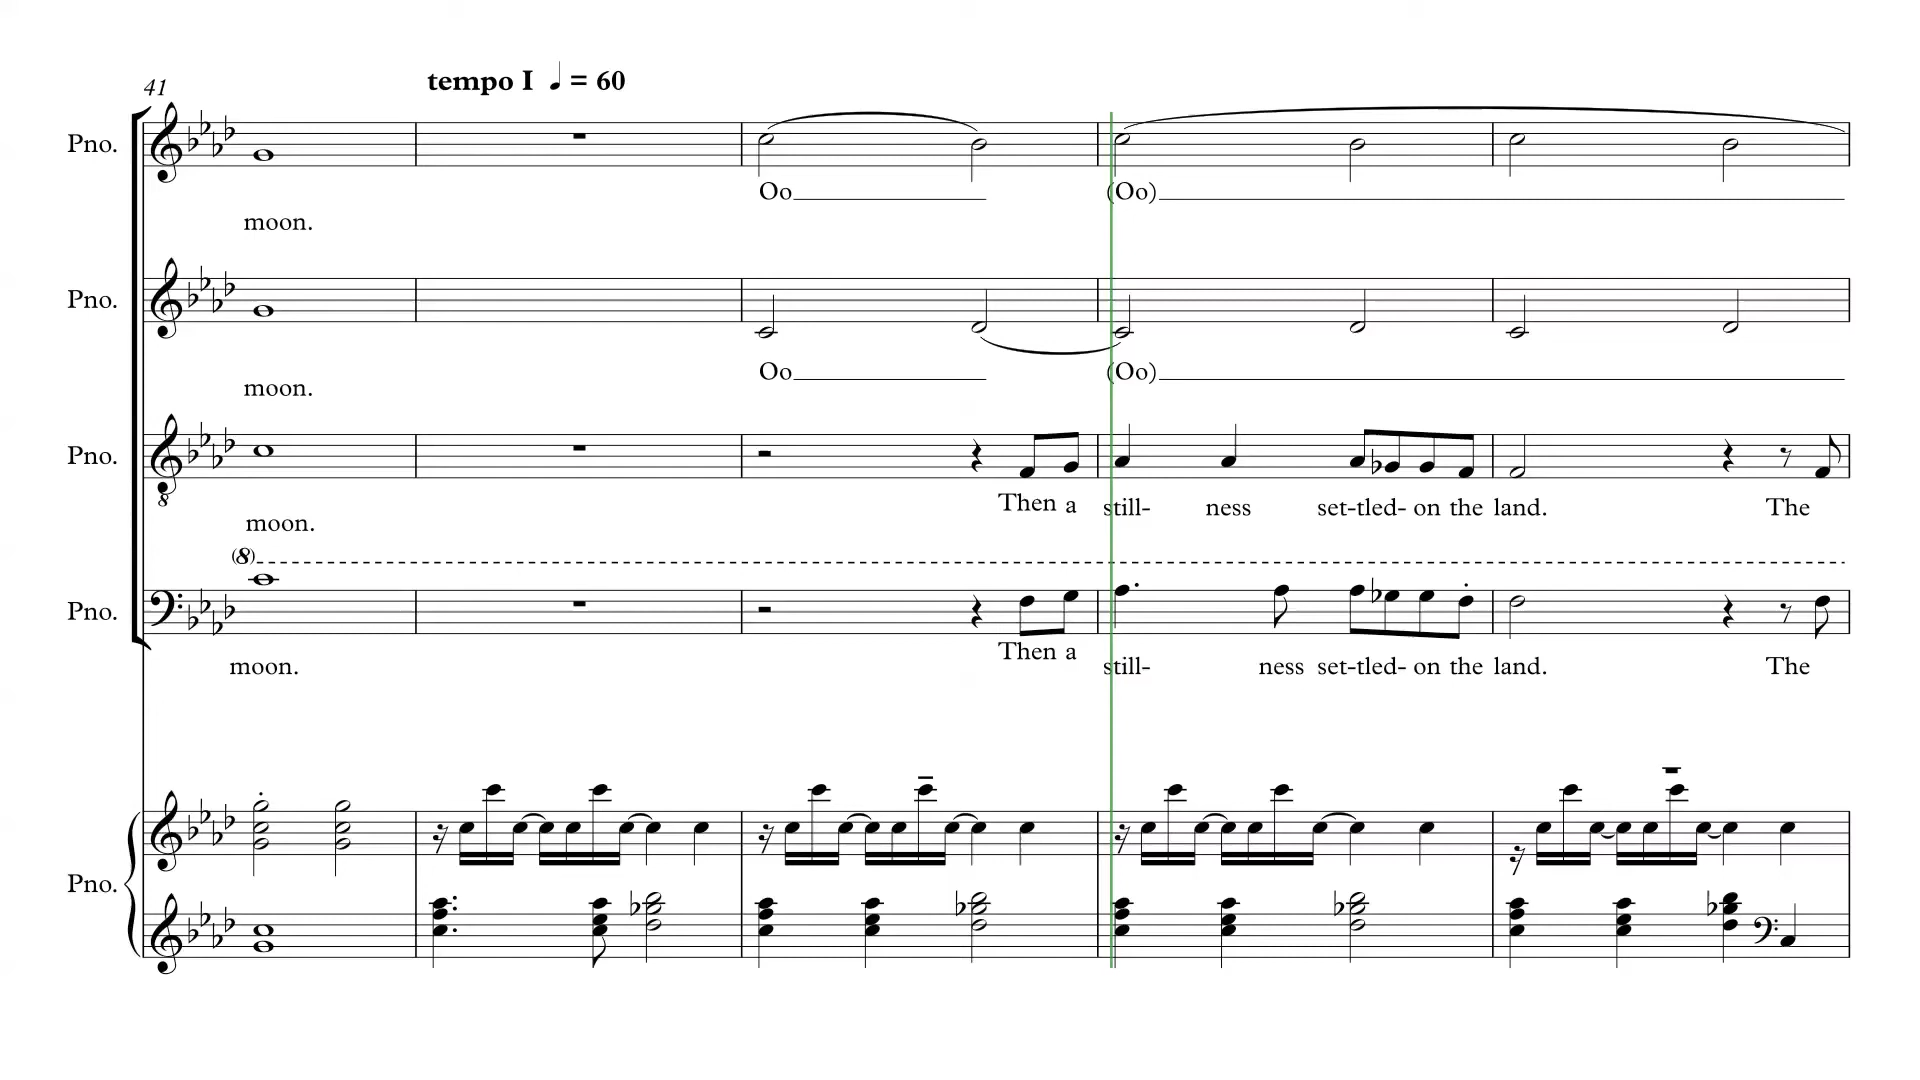 tempo I ♩ = 60
41
Pno.
Oo (Oo)
moon.
Pno.
Oo (Oo)
moon.
Pno.
Then a still- ness set-tled- on the land. The
moon.
(8)
Pno.
Then a still- ness set-tled- on the land. The
moon.
Pno.